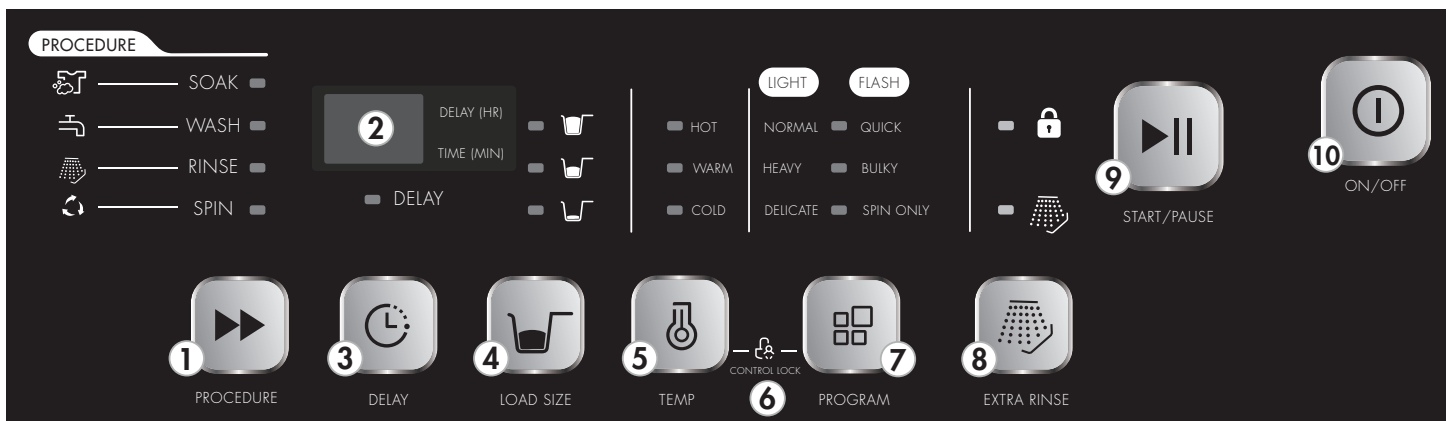 PROCEDURE
SOAK
WASH
RINSE
SPIN
2
DELAY (HR)
TIME (MIN)
DELAY
HOT
WARM
COLD
LIGHT FLASH
NORMAL QUICK
HEAVY BULKY
DELICATE SPIN ONLY
9
START/PAUSE
10
ON/OFF
1
PROCEDURE
3
DELAY
4
LOAD SIZE
5
TEMP
CONTROL LOCK
6
7
PROGRAM
8
EXTRA RINSE